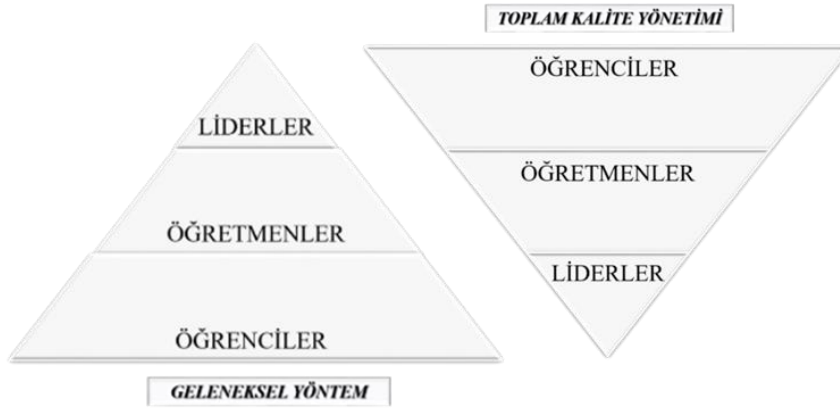 TOPLAM KALİTE YÖNETİMİ
ÖĞRENCİLER
ÖĞRETMENLER
LİDERLER
LİDERLER
ÖĞRETMENLER
ÖĞRENCİLER
GELENEKSEL YÖNTEM